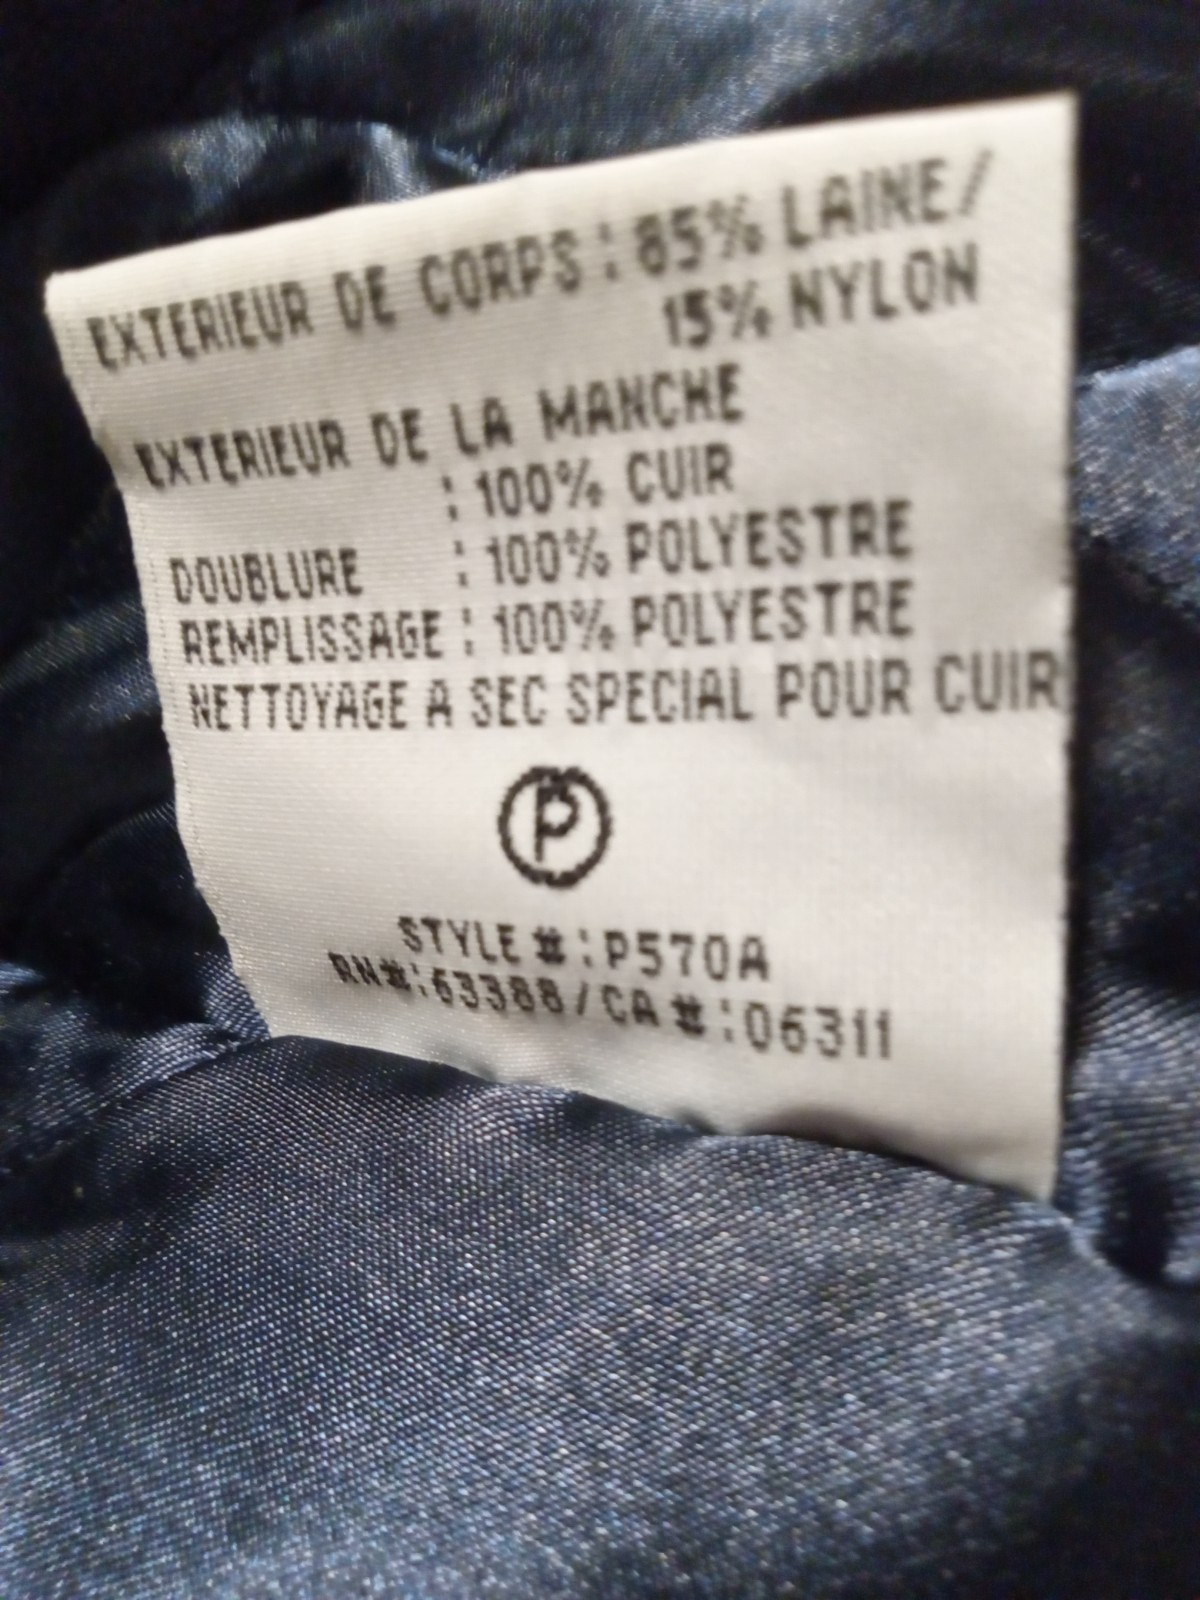 EXTERIEUR DE CORPS : 85% LAINE/
15% NYLON
EXTERIEUR DE LA MANCHE
: 100% CUIR
DOUBLURE : 100% POLYESTRE
REMPLISSAGE : 100% POLYESTRE
NETTOYAGE A SEC SPECIAL POUR CUIR
P
STYLE #:P570A
RN#:63388/CA#:06311